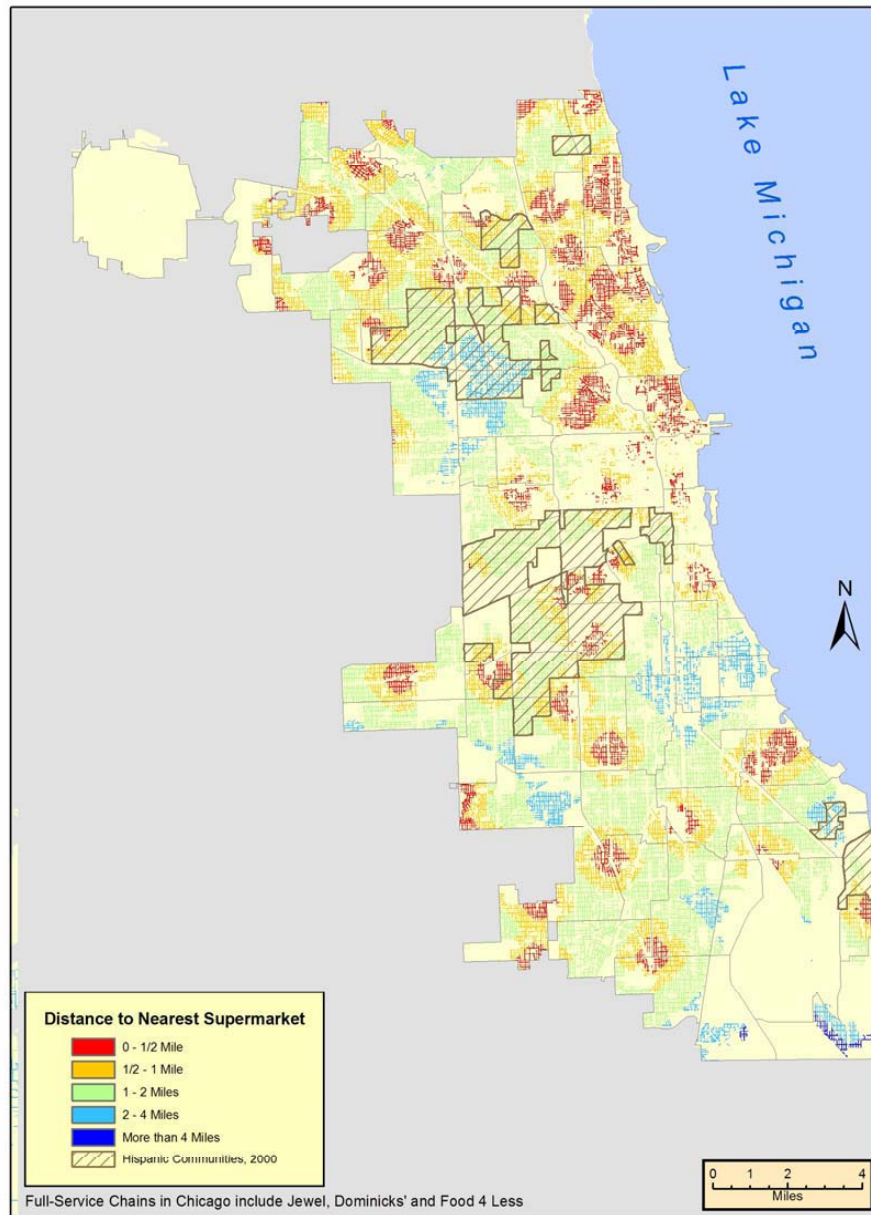 Lake Michigan
N
Distance to Nearest Supermarket
0 - 1/2 Mile
1/2 - 1 Mile
1 - 2 Miles
2 - 4 Miles
More than 4 Miles
Hispanic Communities, 2000
0 1 2 4
Miles
Full-Service Chains in Chicago include Jewel, Dominicks' and Food 4 Less